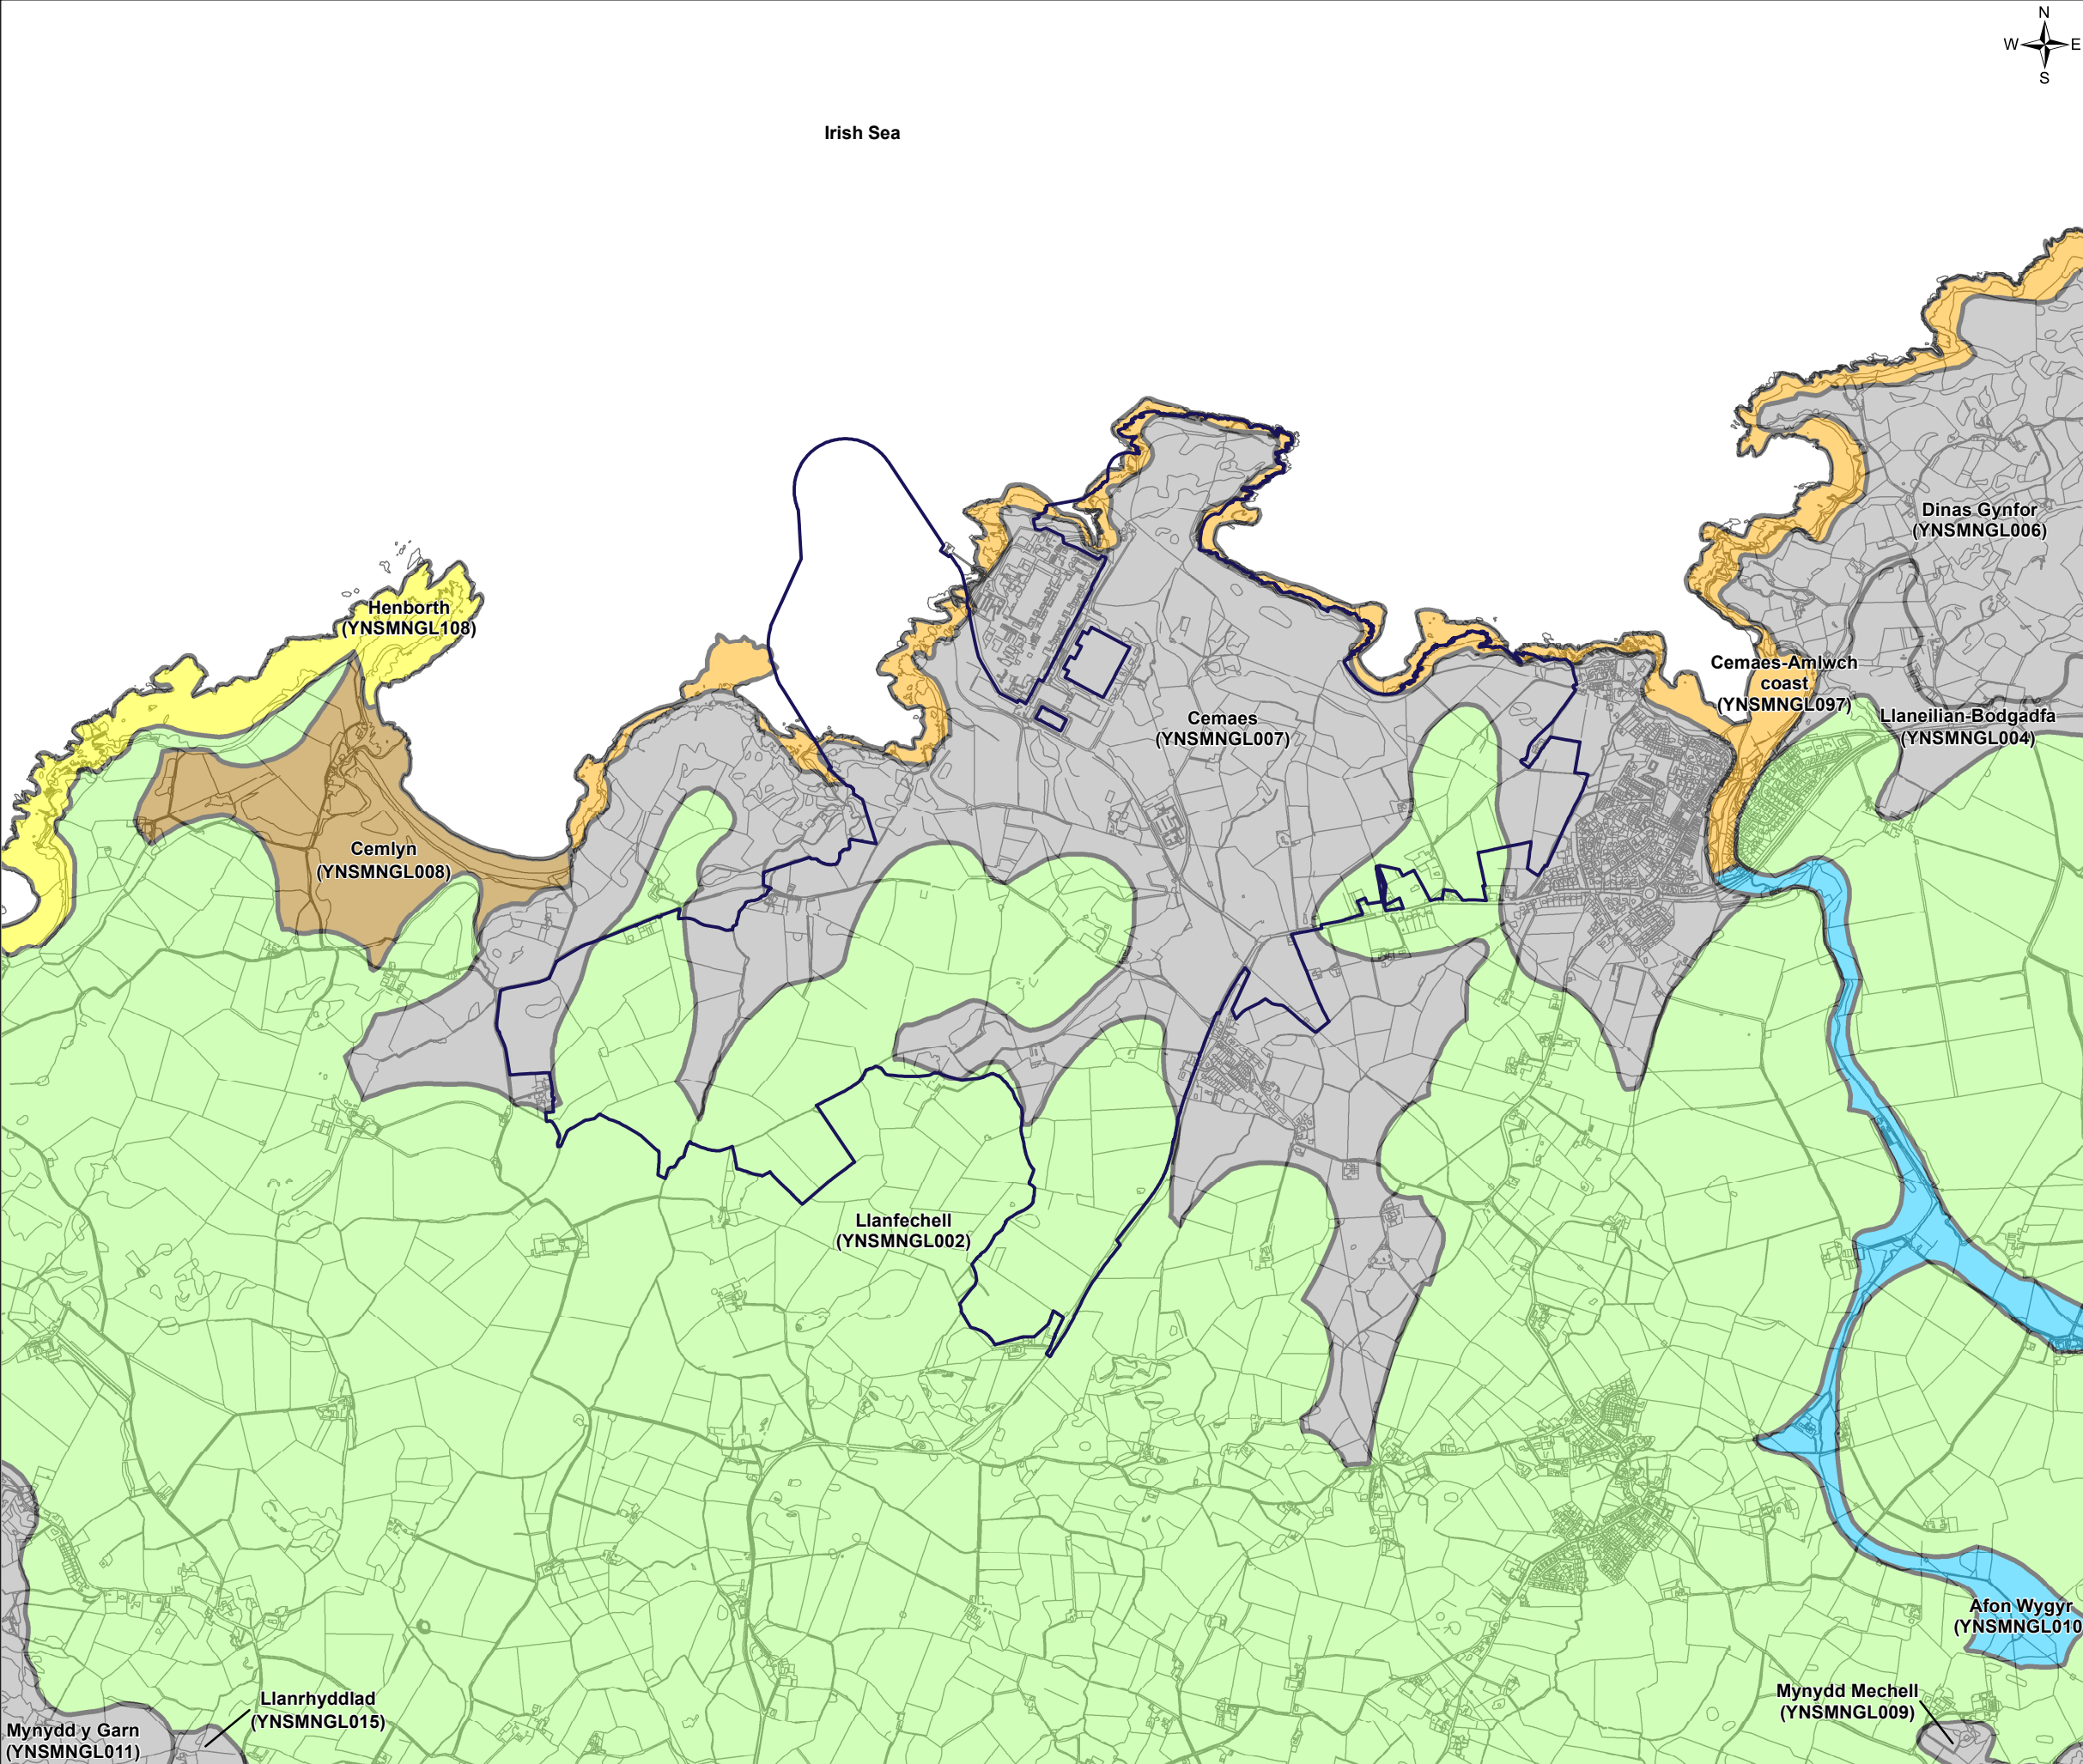 N
W E
S
Irish Sea
Dinas Gynfor
(YNSMNGL006)
Henborth
(YNSMNGL108)
Cemaes-Amlwch
coast
(YNSMNGL097)
Cemaes
(YNSMNGL007)
Llaneilian-Bodgadfa
(YNSMNGL004)
Cemlyn
(YNSMNGL008)
Llanfechell
(YNSMNGL002)
Afon Wygyr
(YNSMNGL010
Llanrhyddlad
(YNSMNGL015)
Mynydd Mechell
(YNSMNGL009)
Mynydd y Garn
(YNSMNGL011)